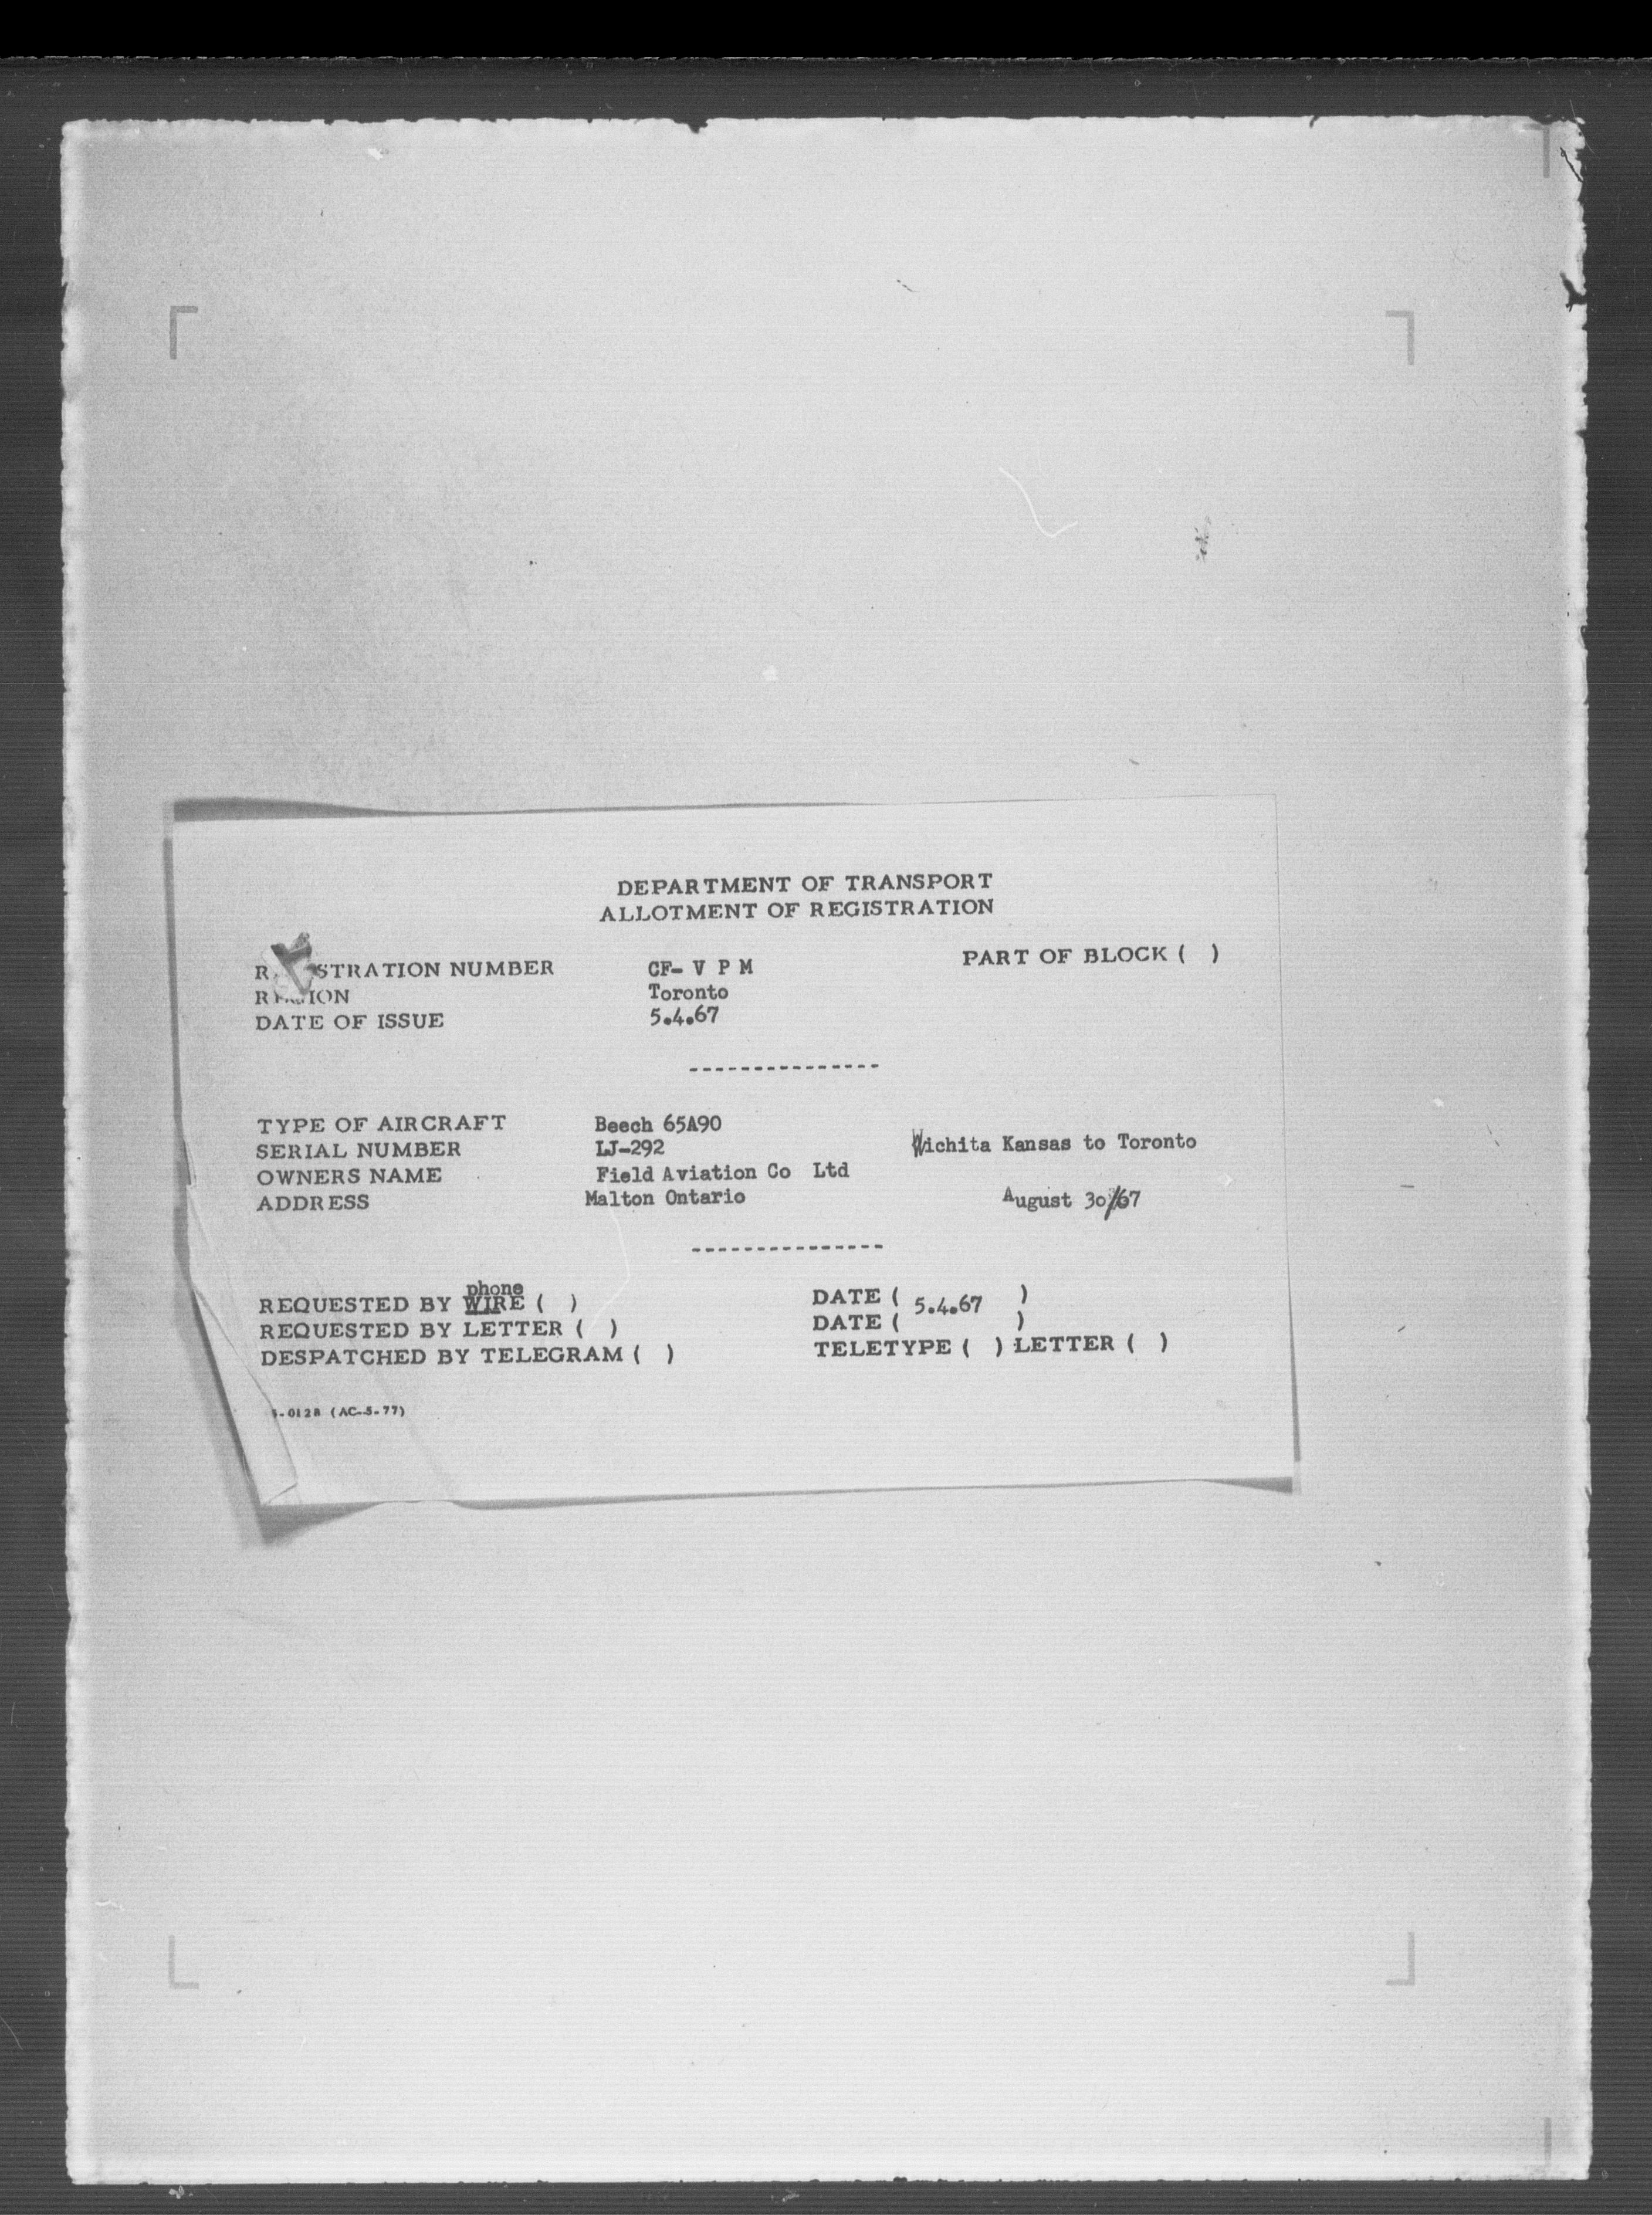 DEPARTMENT OF TRANSPORT
ALLOTMENT OF REGISTRATION
PART OF BLOCK ( )
STRATION NUMBER CF- V P M
Toronto
DATE OF ISSUE 5.4.67
---------------
TYPE OF AIRCRAFT Beech 65A90
SERIAL NUMBER LJ-292 Wichita Kansas to Toronto
OWNERS NAME Field Aviation Co Ltd
ADDRESS Malton Ontario August 30/67
---------------
phone
REQUESTED BY WIRE ( ) DATE ( 5.4.67 )
REQUESTED BY LETTER ( ) DATE ( )
DESPATCHED BY TELEGRAM ( ) TELETYPE ( ) LETTER ( )
-012B (AC-5-77)